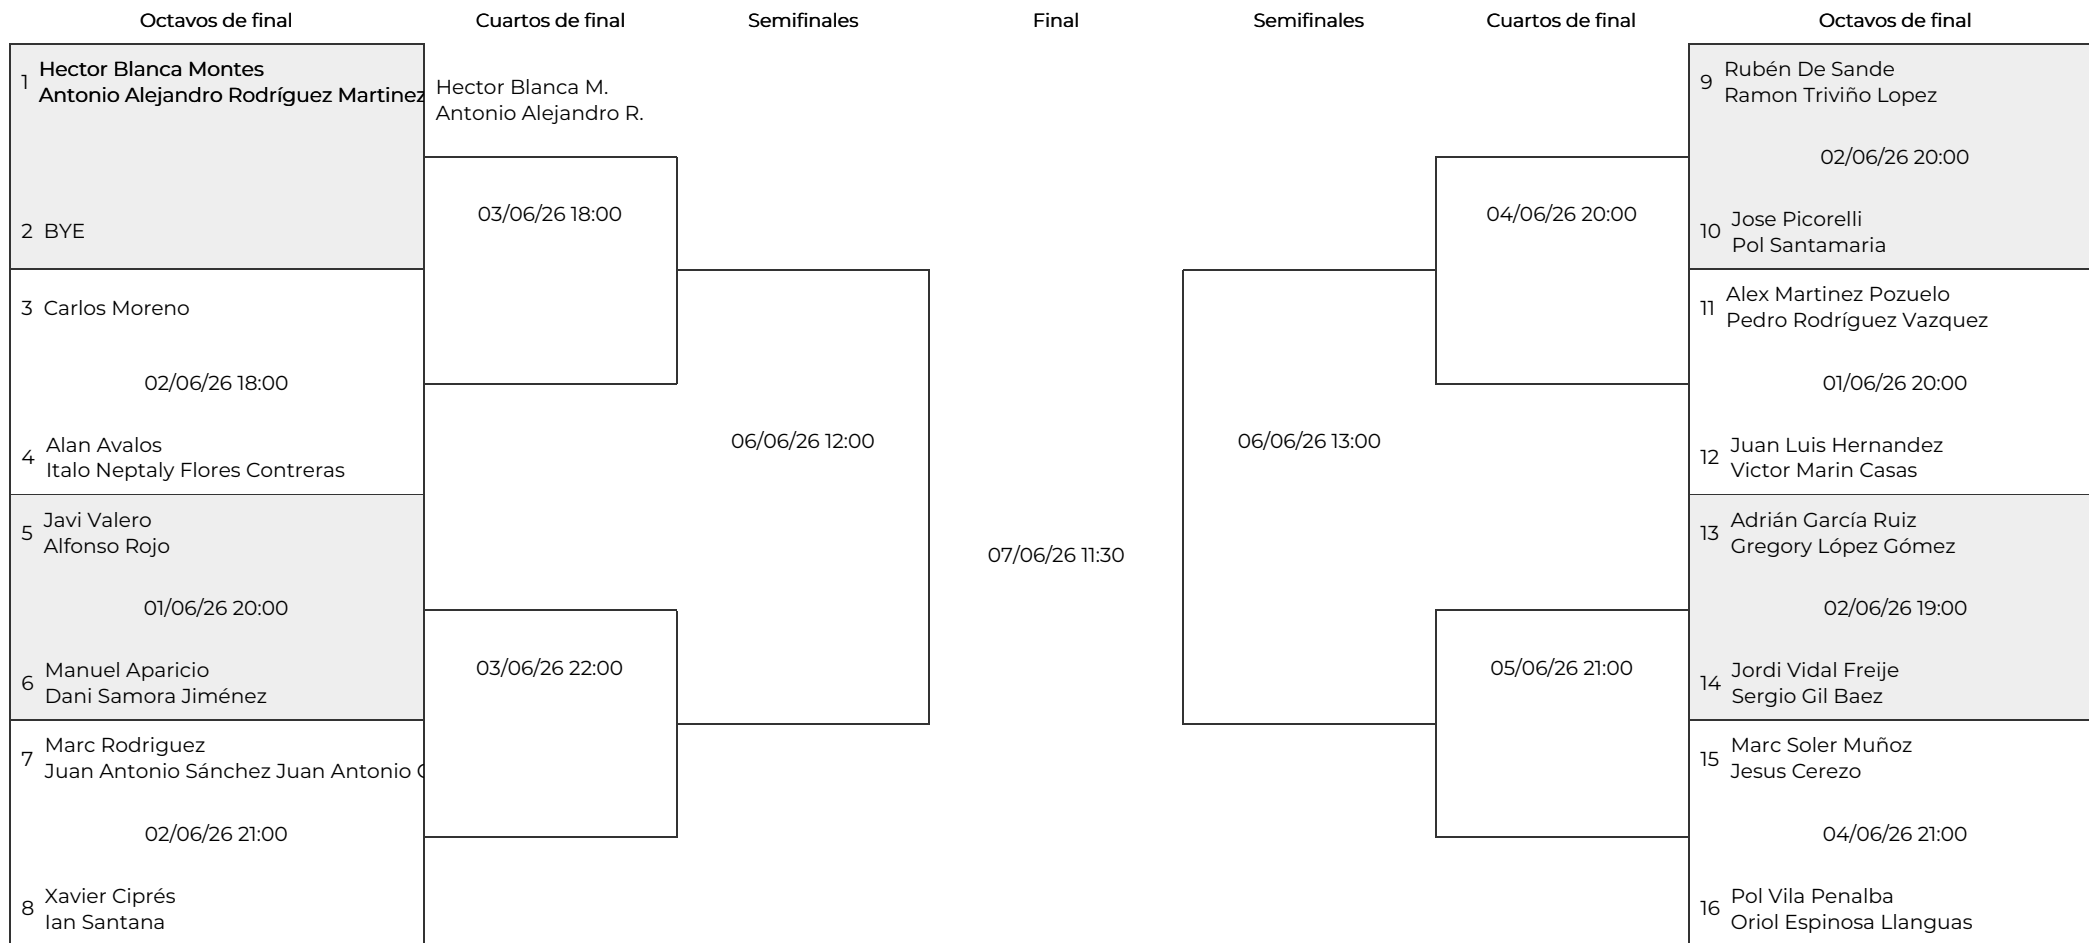 Octavos de final
Cuartos de final
Semifinales
Final
Semifinales
Cuartos de final
Octavos de final
1
Hector Blanca Montes
Antonio Alejandro Rodríguez Martinez
2 BYE
3 Carlos Moreno
02/06/26 18:00
4
Alan Avalos
Italo Neptaly Flores Contreras
5
Javi Valero
Alfonso Rojo
01/06/26 20:00
6
Manuel Aparicio
Dani Samora Jiménez
7
Marc Rodriguez
Juan Antonio Sánchez Juan Antonio
02/06/26 21:00
8
Xavier Ciprés
Ian Santana
Hector Blanca M.
Antonio Alejandro R.
03/06/26 18:00
03/06/26 22:00
06/06/26 12:00
07/06/26 11:30
06/06/26 13:00
04/06/26 20:00
05/06/26 21:00
9
Rubén De Sande
Ramon Triviño Lopez
02/06/26 20:00
10
Jose Picorelli
Pol Santamaria
11
Alex Martinez Pozuelo
Pedro Rodríguez Vazquez
01/06/26 20:00
12
Juan Luis Hernandez
Victor Marin Casas
13
Adrián García Ruiz
Gregory López Gómez
02/06/26 19:00
14
Jordi Vidal Freije
Sergio Gil Baez
15
Marc Soler Muñoz
Jesus Cerezo
04/06/26 21:00
16
Pol Vila Penalba
Oriol Espinosa Llanguas